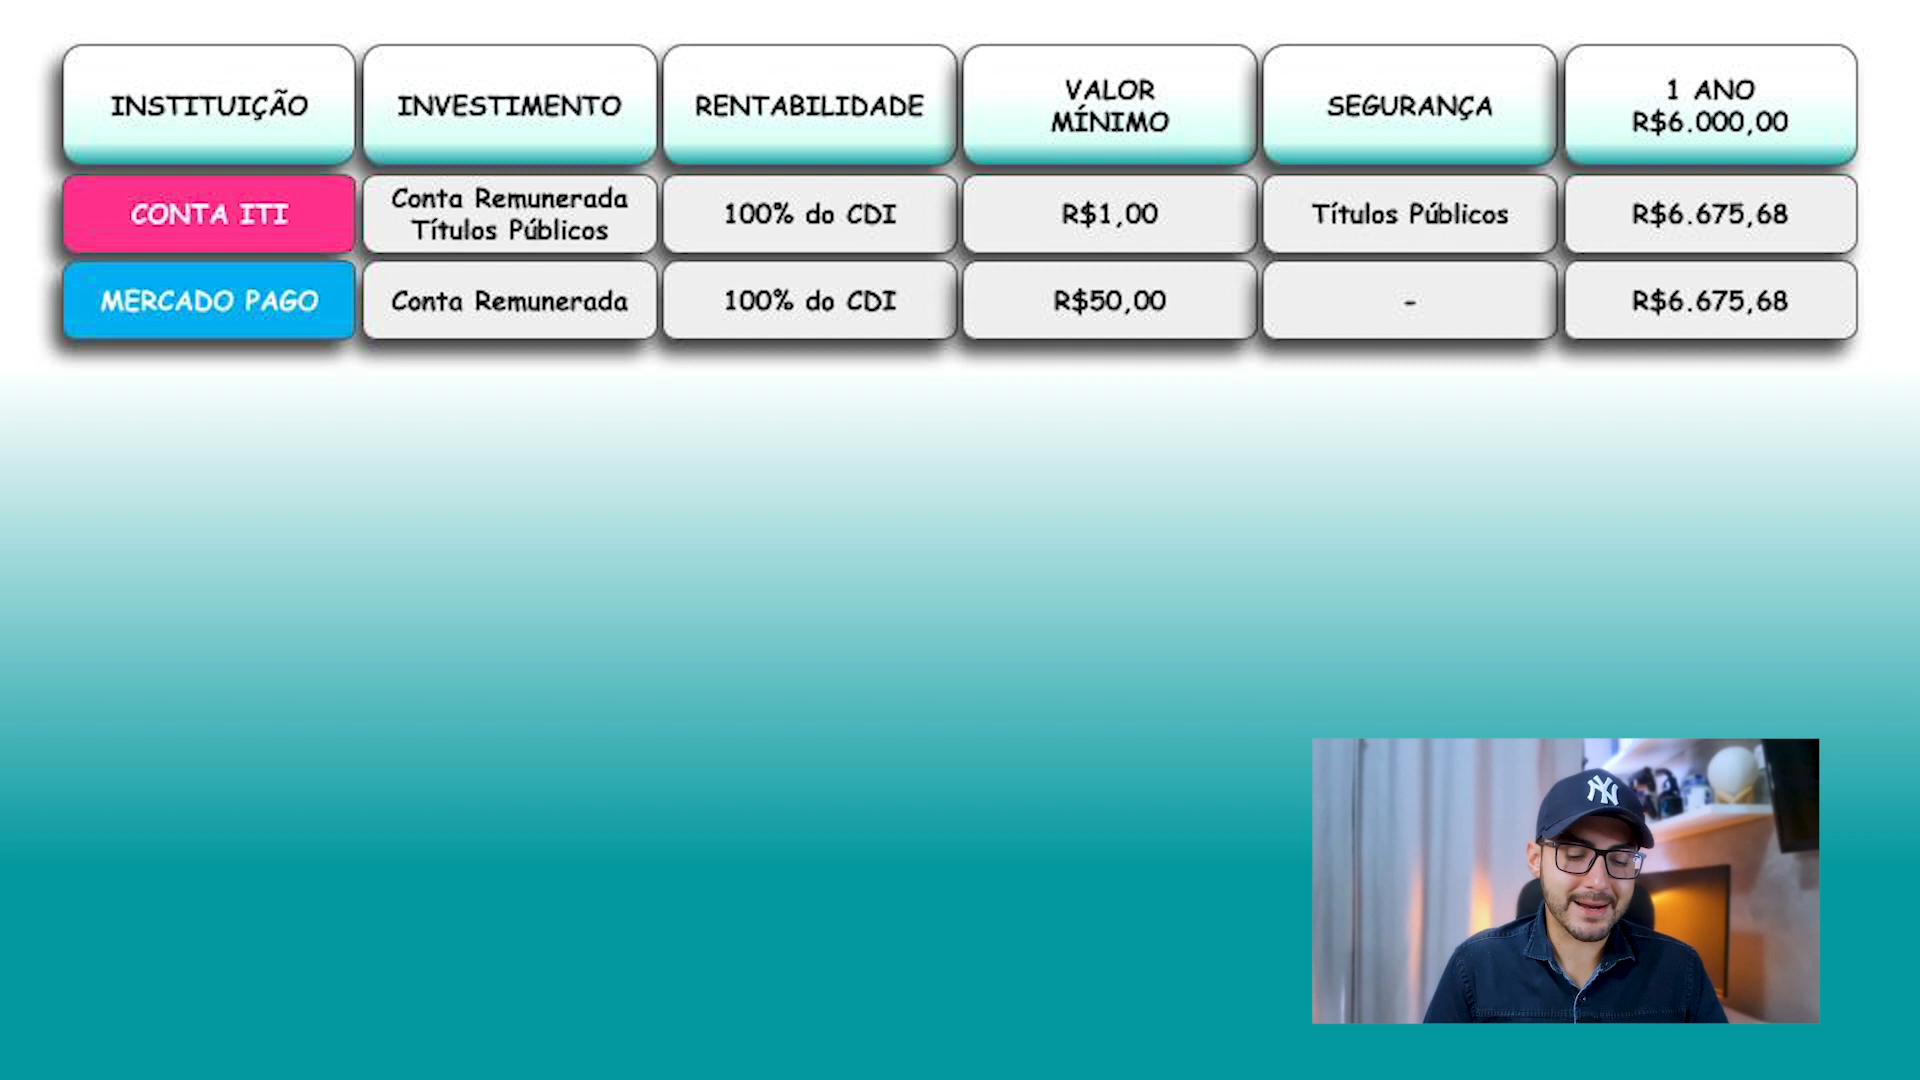 INSTITUIÇÃO
INVESTIMENTO
RENTABILIDADE
VALOR
MÍNIMO
SEGURANÇA
1 ANO
R$6.000,00
CONTA ITI
Conta Remunerada
Títulos Públicos
100% do CDI
R$1,00
Títulos Públicos
R$6.675,68
MERCADO PAGO
Conta Remunerada
100% do CDI
R$50,00
-
R$6.675,68
NY